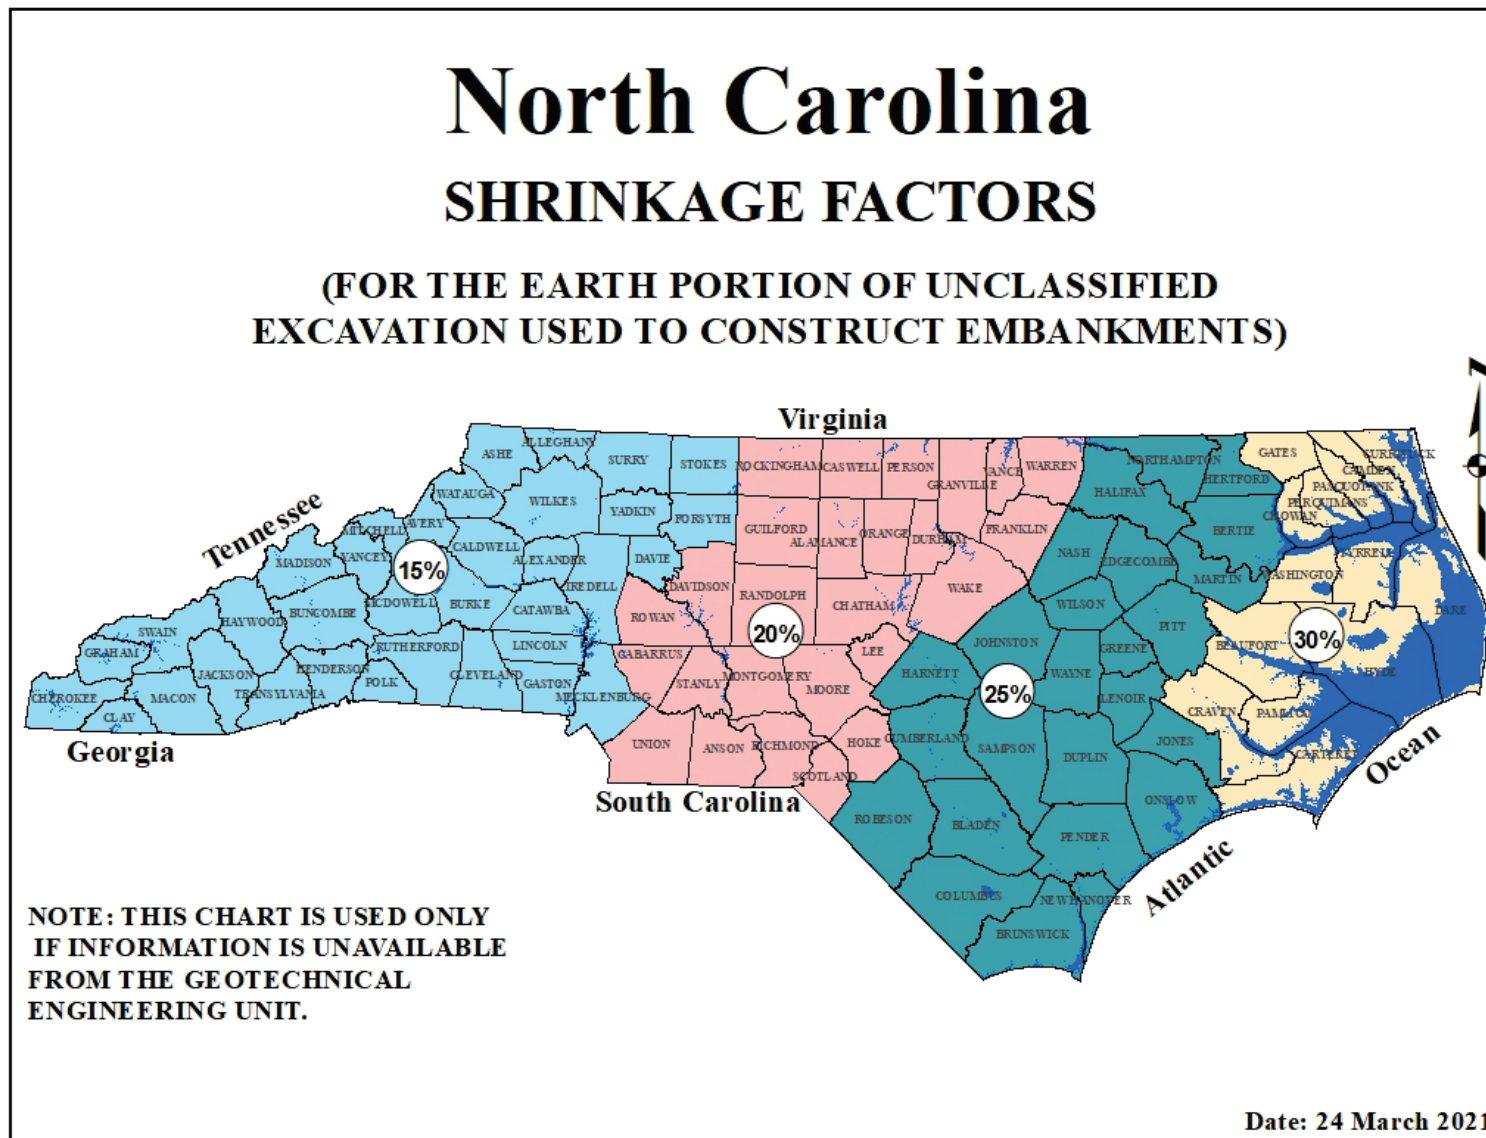 North Carolina
SHRINKAGE FACTORS
(FOR THE EARTH PORTION OF UNCLASSIFIED
EXCAVATION USED TO CONSTRUCT EMBANKMENTS)
Virginia
Tennessee
Georgia
South Carolina
Atlantic
Ocean
15%
20%
25%
30%
ASHE
ALLEGHANY
SURRY
STOKES
ROCKINGHAM
CASWELL
PERSON
GRANVILLE
VANCE
WARREN
NORTHAMPTON
HERTFORD
GATES
CURRITUCK
CAMDEN
PASQUOTANK
PERQUIMANS
CHOWAN
HALIFAX
BERTIE
WATAUGA
WILKES
YADKIN
FORSYTH
GUILFORD
ALAMANCE
ORANGE
DURHAM
FRANKLIN
NASH
EDGECOMBE
MARTIN
WASHINGTON
TYRRELL
DARE
MITCHELL
AVERY
CALDWELL
ALEXANDER
IREDELL
DAVIE
DAVIDSON
RANDOLPH
CHATHAM
WAKE
WILSON
PITT
BEAUFORT
HYDE
MADISON
YANCEY
MCDOWELL
BURKE
CATAWBA
ROWAN
SWAIN
HAYWOOD
BUNCOMBE
RUTHERFORD
LINCOLN
CABARRUS
STANLY
MONTGOMERY
MOORE
LEE
HARNETT
JOHNSTON
WAYNE
GREENE
LENOIR
CRAVEN
PAMLICO
GRAHAM
CHEROKEE
CLAY
MACON
JACKSON
TRANSYLVANIA
HENDERSON
POLK
CLEVELAND
GASTON
MECKLENBURG
UNION
ANSON
RICHMOND
SCOTLAND
HOKE
CUMBERLAND
SAMPSON
DUPLIN
JONES
CARTERET
ONSLOW
ROBESON
BLADEN
PENDER
COLUMBUS
NEW HANOVER
BRUNSWICK
NOTE: THIS CHART IS USED ONLY
IF INFORMATION IS UNAVAILABLE
FROM THE GEOTECHNICAL
ENGINEERING UNIT.
Date: 24 March 2021